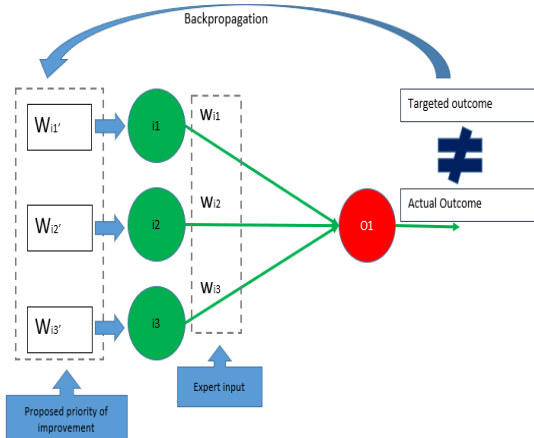 Backpropagation
Targeted outcome
≠
Actual Outcome
Wi1'
i1
Wi1
Wi2'
i2
Wi2
O1
Wi3'
i3
Wi3
Expert input
Proposed priority of
improvement